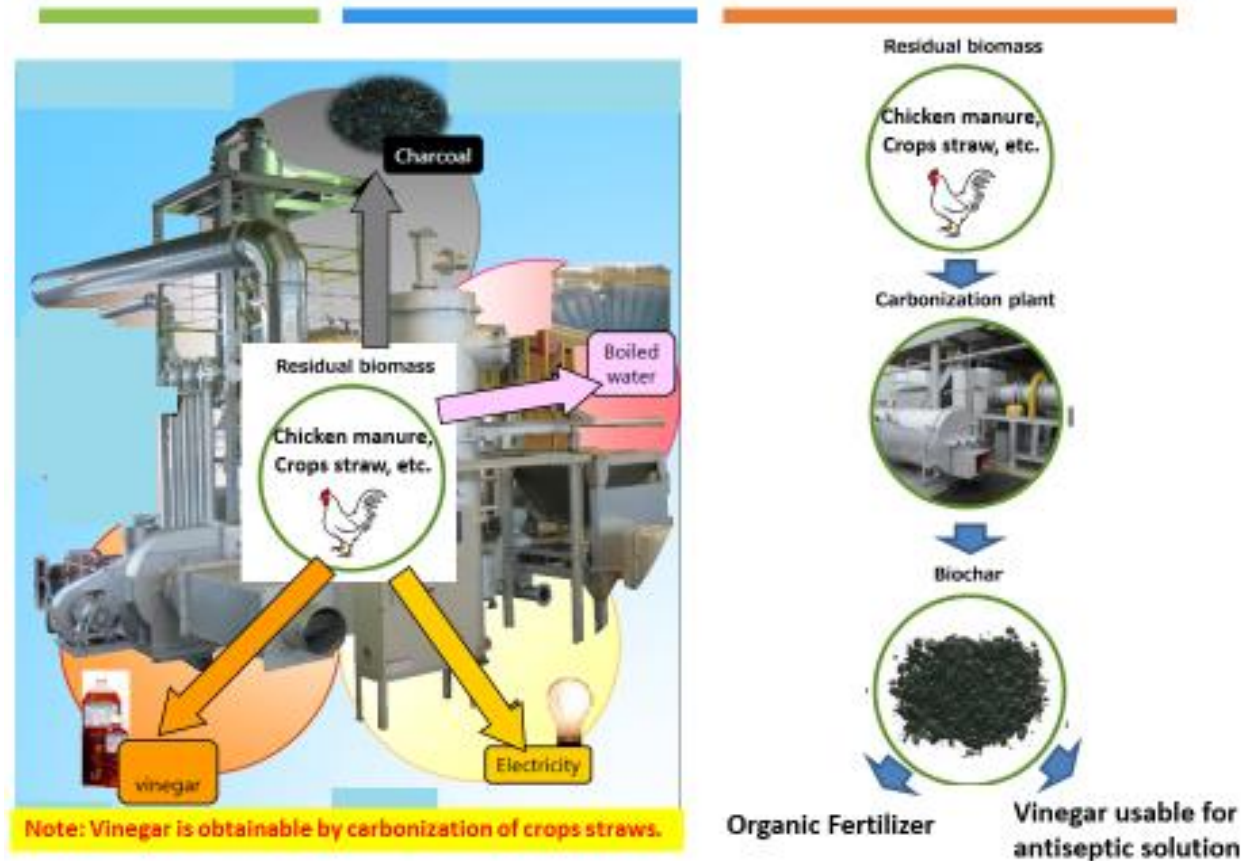 Charcoal
Boiled
water
Residual biomass
Chicken manure,
Crops straw, etc.
vinegar
Electricity
Note: Vinegar is obtainable by carbonization of crops straws.
Residual biomass
Chicken manure,
Crops straw, etc.
Carbonization plant
Biochar
Organic Fertilizer
Vinegar usable for
antiseptic solution